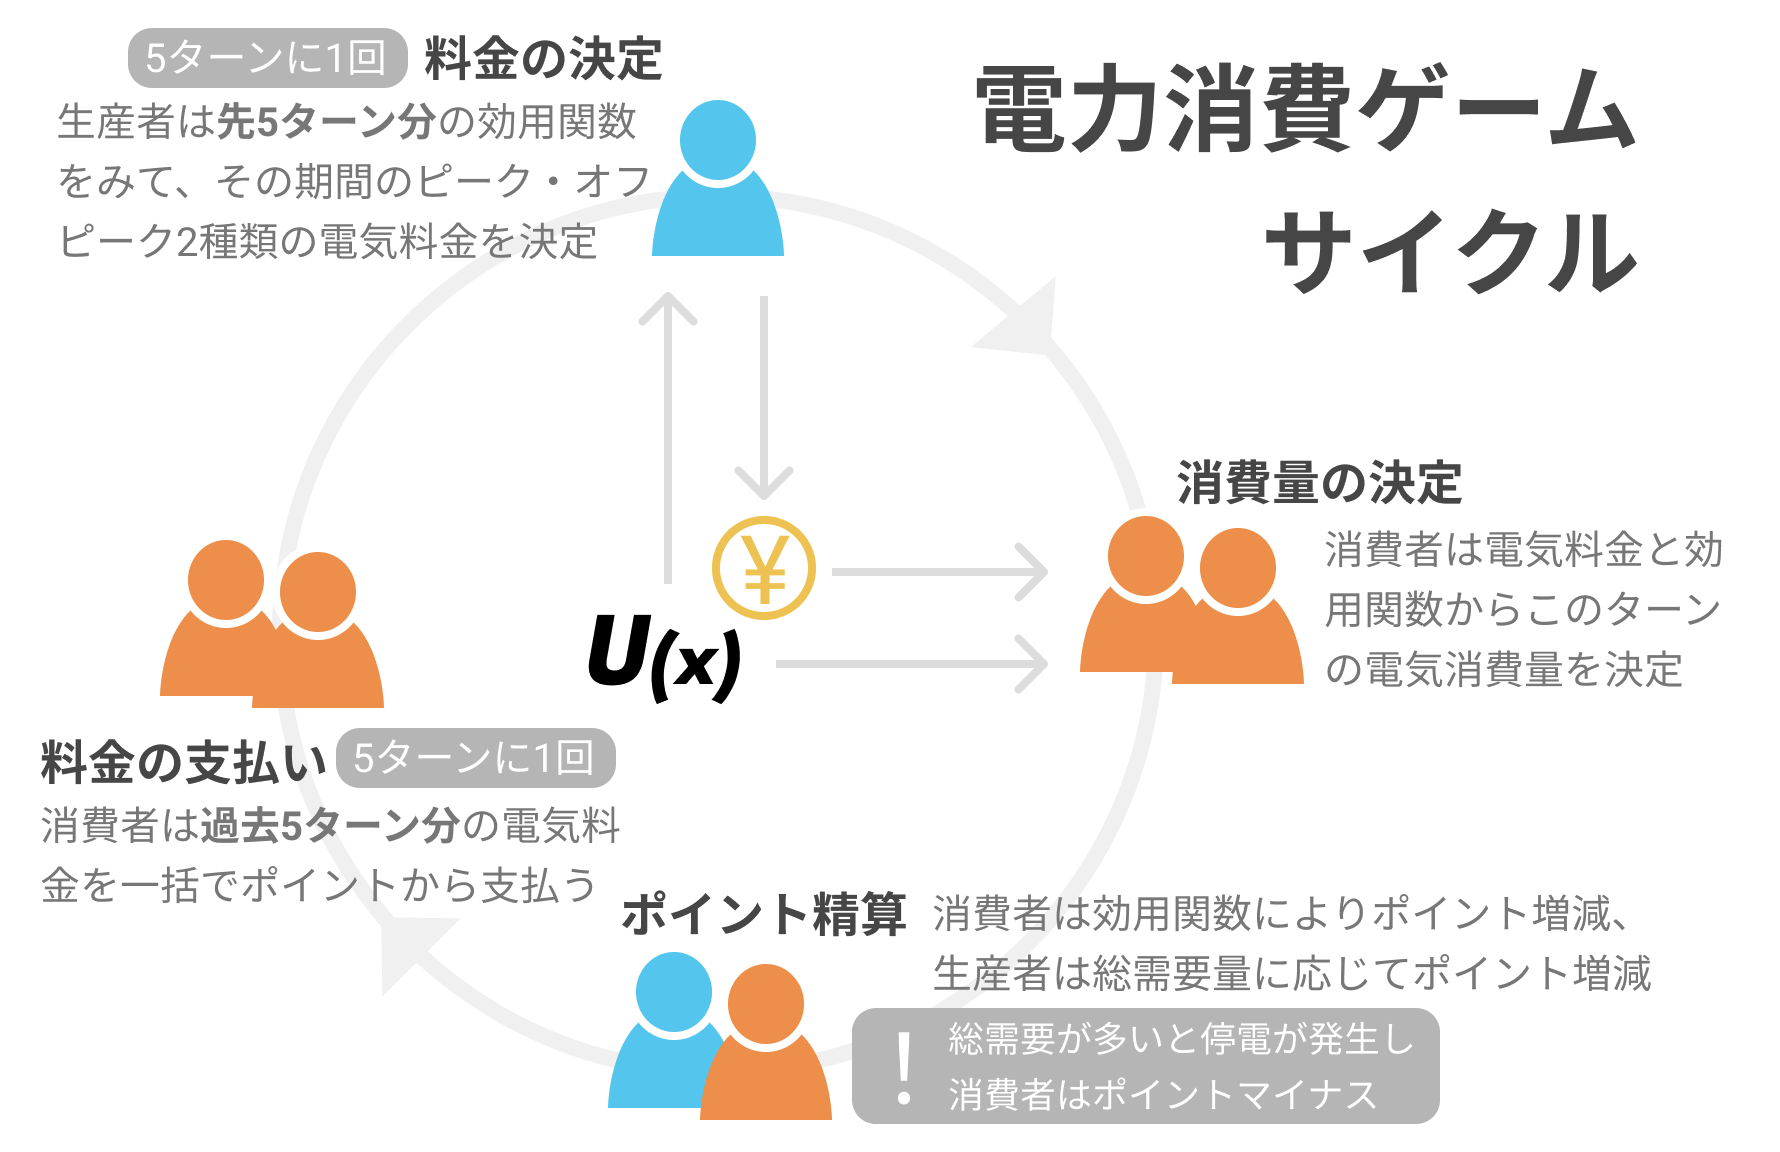 電力消費ゲーム
サイクル
5ターンに1回
料金の決定
生産者は先5ターン分の効用関数
をみて、その期間のピーク・オフ
ピーク2種類の電気料金を決定
消費量の決定
消費者は電気料金と効
用関数からこのターン
の電気消費量を決定
¥
U(x)
料金の支払い
5ターンに1回
消費者は過去5ターン分の電気料
金を一括でポイントから支払う
ポイント精算
消費者は効用関数によりポイント増減、
生産者は総需要量に応じてポイント増減
!
総需要が多いと停電が発生し
消費者はポイントマイナス